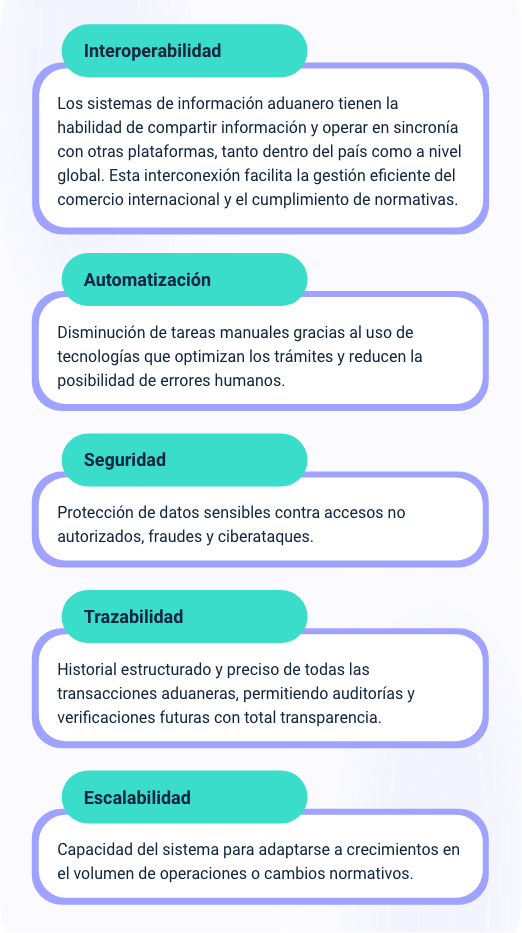 Interoperabilidad
Los sistemas de información aduanero tienen la
habilidad de compartir información y operar en sincronía
con otras plataformas, tanto dentro del país como a nivel
global. Esta interconexión facilita la gestión eficiente del
comercio internacional y el cumplimiento de normativas.
Automatización
Disminución de tareas manuales gracias al uso de
tecnologías que optimizan los trámites y reducen la
posibilidad de errores humanos.
Seguridad
Protección de datos sensibles contra accesos no
autorizados, fraudes y ciberataques.
Trazabilidad
Historial estructurado y preciso de todas las
transacciones aduaneras, permitiendo auditorías y
verificaciones futuras con total transparencia.
Escalabilidad
Capacidad del sistema para adaptarse a crecimientos en
el volumen de operaciones o cambios normativos.